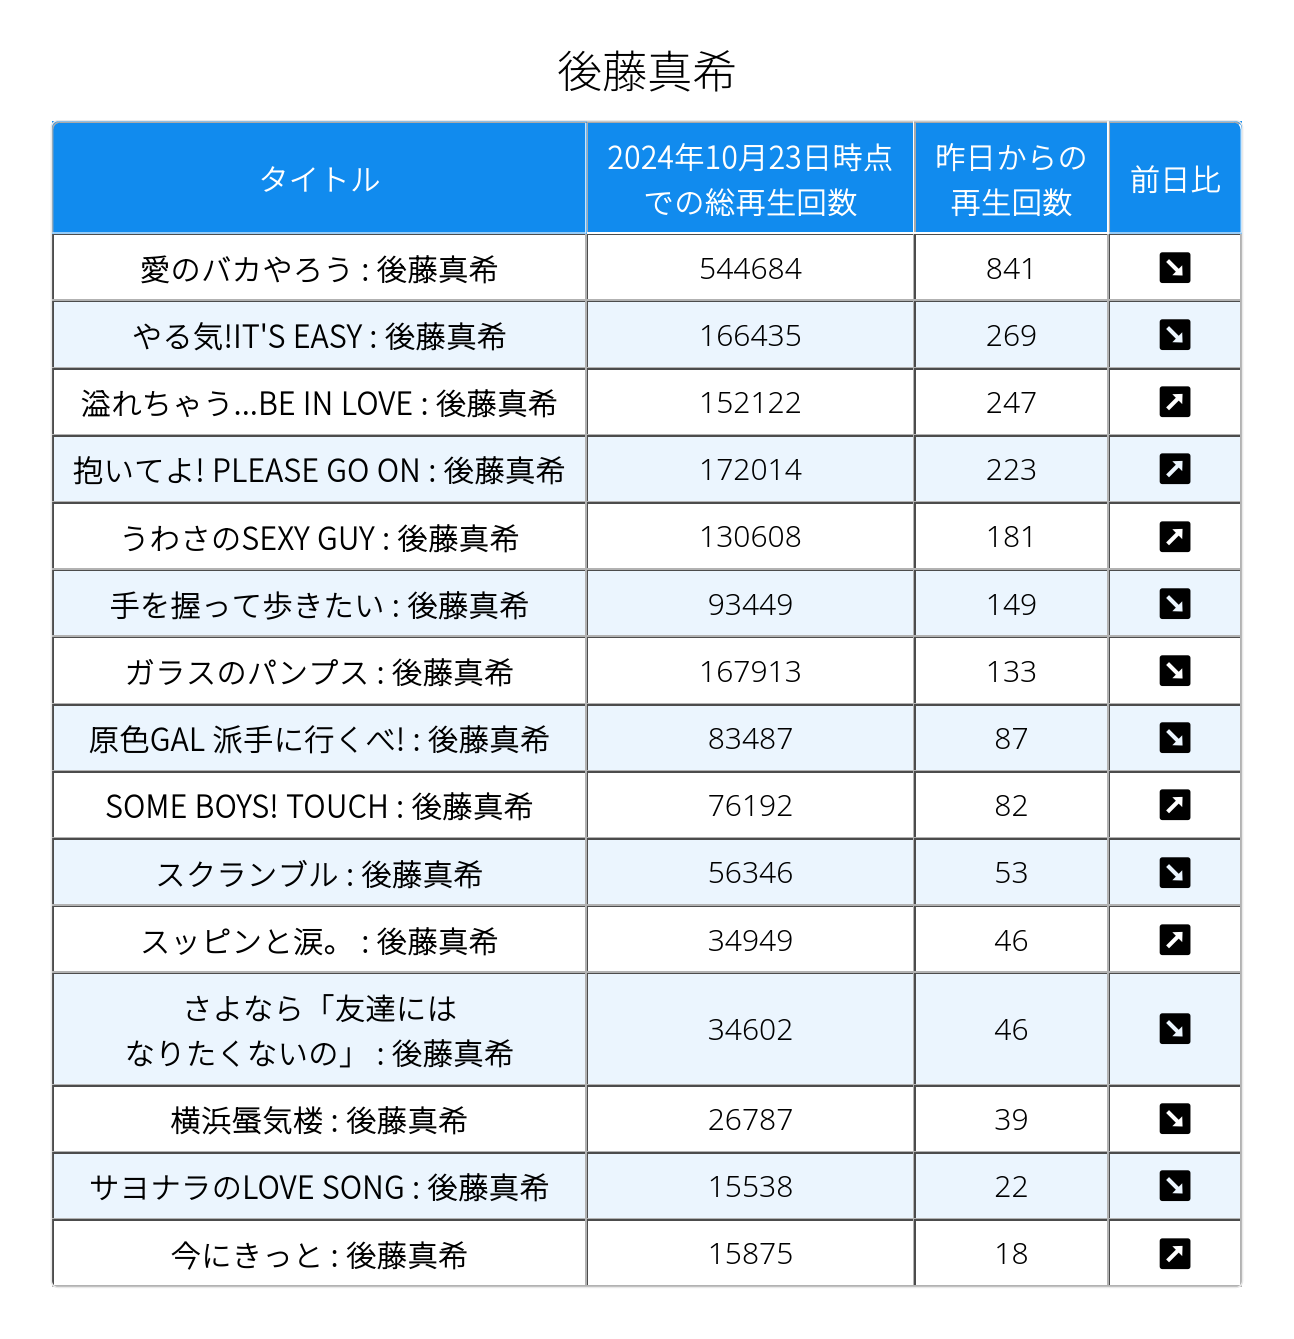 後藤真希
タイトル
2024年10月23日時点
での総再生回数
昨日からの
再生回数
前日比
愛のバカやろう : 後藤真希 544684 841 ↘
やる気!IT'S EASY : 後藤真希 166435 269 ↘
溢れちゃう...BE IN LOVE : 後藤真希 152122 247 ↗
抱いてよ! PLEASE GO ON : 後藤真希 172014 223 ↗
うわさのSEXY GUY : 後藤真希 130608 181 ↗
手を握って歩きたい : 後藤真希 93449 149 ↘
ガラスのパンプス : 後藤真希 167913 133 ↘
原色GAL 派手に行くべ! : 後藤真希 83487 87 ↘
SOME BOYS! TOUCH : 後藤真希 76192 82 ↗
スクランブル : 後藤真希 56346 53 ↘
スッピンと涙。 : 後藤真希 34949 46 ↗
さよなら「友達には
なりたくないの」 : 後藤真希 34602 46 ↘
横浜蜃気楼 : 後藤真希 26787 39 ↘
サヨナラのLOVE SONG : 後藤真希 15538 22 ↘
今にきっと : 後藤真希 15875 18 ↗